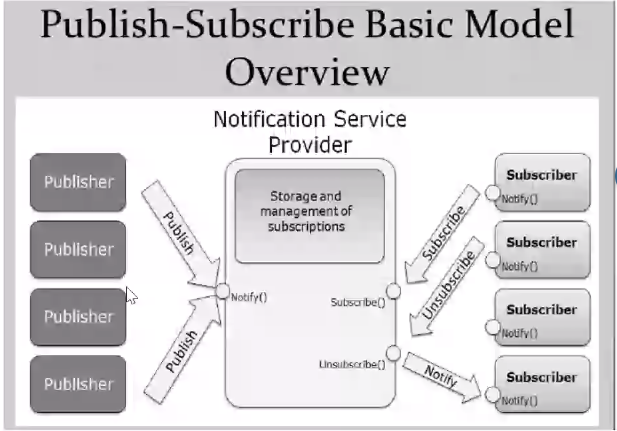 Publish-Subscribe Basic Model
Overview
Notification Service
Provider
Publisher
Publisher
Publisher
Publisher
Publish
Publish
Storage and
management of
subscriptions
Notify()
Subscribe()
Unsubscribe()
Subscribe
Unsubscribe
Notify
Subscriber
Notify()
Subscriber
Notify()
Subscriber
Notify()
Subscriber
Notify()